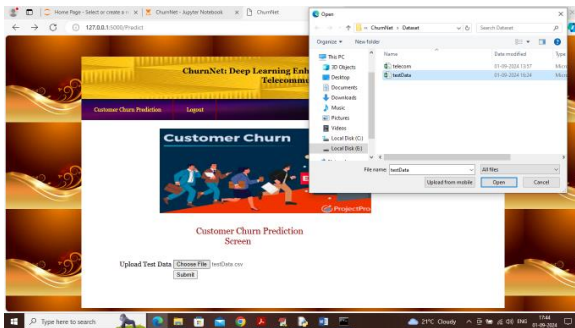 Home Page - Select or create a n
ChurnNet - Jupyter Notebook
ChurnNet
127.0.0.1:5000/Predict
ChurnNet: Deep Learning Enh
Telecommu
Customer Churn Prediction
Logout
Customer Churn
ProjectPro
Customer Churn Prediction
Screen
Upload Test Data Choose File testData.csv
Submit
Open
« ChurnNet › Dataset
Search Dataset
Organize
New folder
Name
Date modified
Type
This PC
3D Objects
Desktop
Documents
Downloads
Music
Pictures
Videos
Local Disk (C:)
Local Disk (E:)
telecom
01-09-2024 13:57
testData
01-09-2024 16:24
File name: testData
All files
Upload from mobile
Open
Cancel
Type here to search
21°C Cloudy
ENG
17:44
01-09-2024